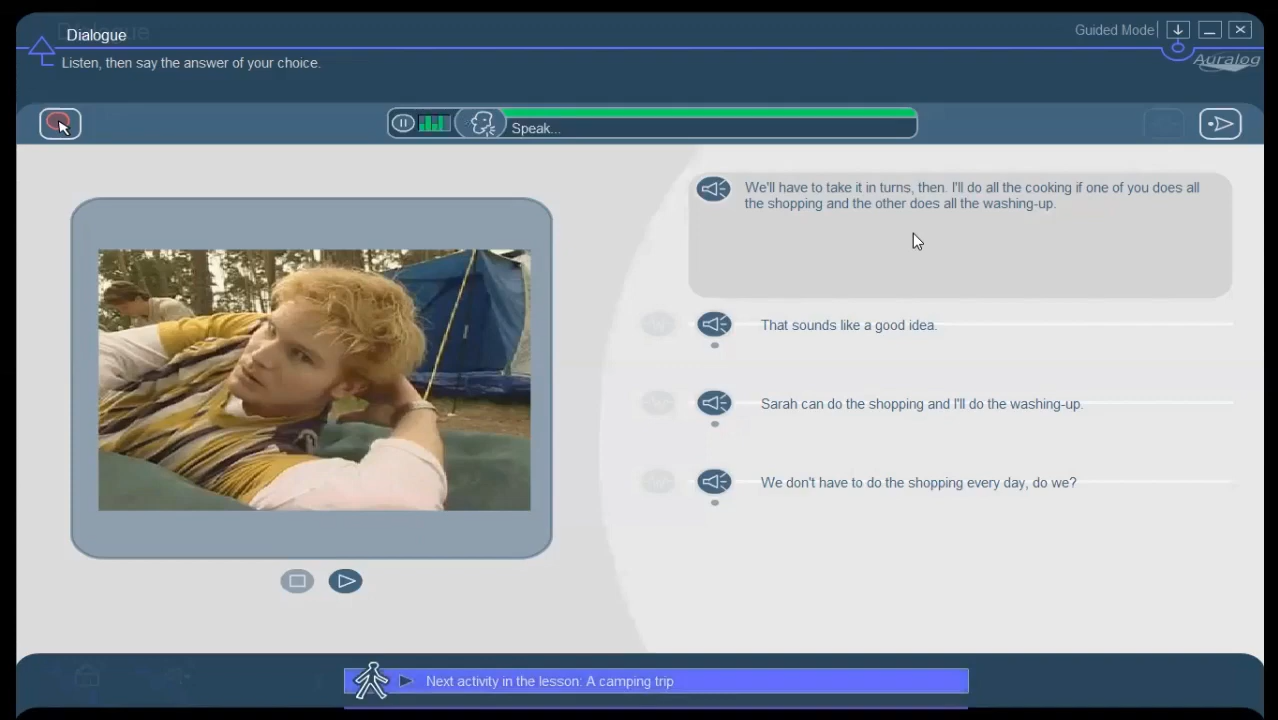 Dialogue
Guided Mode
Listen, then say the answer of your choice.
Auralog
Speak...
We'll have to take it in turns, then. I'll do all the cooking if one of you does all
the shopping and the other does all the washing-up.
That sounds like a good idea.
Sarah can do the shopping and I'll do the washing-up.
We don't have to do the shopping every day, do we?
Next activity in the lesson: A camping trip